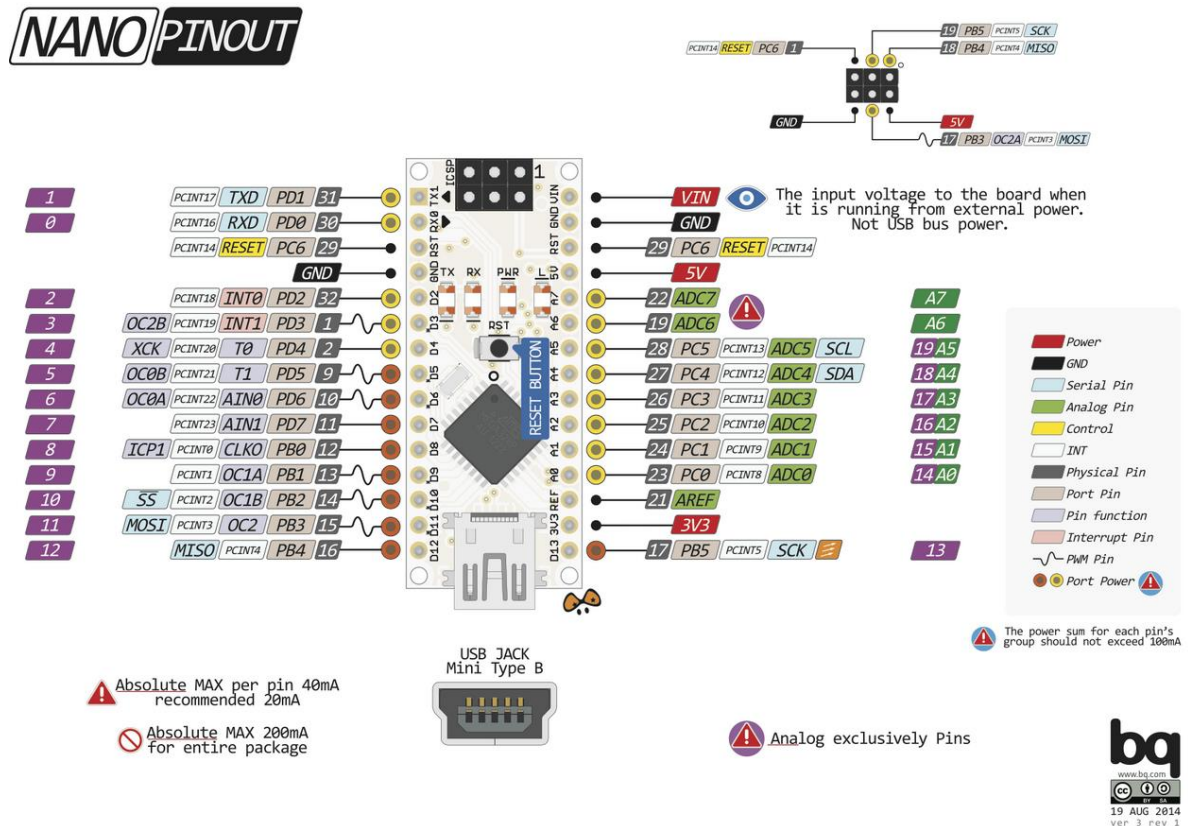 NANO PINOUT
19 PB5 PCINT5 SCK
PCINT14 RESET PC6 1
18 PB4 PCINT4 MISO
GND
5V
17 PB3 OC2A PCINT3 MOSI
ICSP
1
1 PCINT17 TXD PD1 31 TX1
0 PCINT16 RXD PD0 30 RX0
PCINT14 RESET PC6 29 RST
GND GND
2 PCINT18 INT0 PD2 32 D2
3 OC2B PCINT19 INT1 PD3 1 D3
4 XCK PCINT20 T0 PD4 2 D4
5 OC0B PCINT21 T1 PD5 9 D5
6 OC0A PCINT22 AIN0 PD6 10 D6
7 PCINT23 AIN1 PD7 11 D7
8 ICP1 PCINT0 CLKO PB0 12 D8
9 PCINT1 OC1A PB1 13 D9
10 SS PCINT2 OC1B PB2 14 D10
11 MOSI PCINT3 OC2 PB3 15 D11
12 MISO PCINT4 PB4 16 D12
TX RX PWR L
RST
RESET BUTTON
VIN VIN
The input voltage to the board when
it is running from external power.
Not USB bus power.
GND GND
RST 29 PC6 RESET PCINT14
5V 5V
A7 22 ADC7 A7
A6 19 ADC6 A6
A5 28 PC5 PCINT13 ADC5 SCL 19 A5
A4 27 PC4 PCINT12 ADC4 SDA 18 A4
A3 26 PC3 PCINT11 ADC3 17 A3
A2 25 PC2 PCINT10 ADC2 16 A2
A1 24 PC1 PCINT9 ADC1 15 A1
A0 23 PC0 PCINT8 ADC0 14 A0
REF 21 AREF
3V3 3V3
D13 17 PB5 PCINT5 SCK 13
Power
GND
Serial Pin
Analog Pin
Control
INT
Physical Pin
Port Pin
Pin function
Interrupt Pin
PWM Pin
Port Power
The power sum for each pin's
group should not exceed 100mA
USB JACK
Mini Type B
Absolute MAX per pin 40mA
recommended 20mA
Absolute MAX 200mA
for entire package
Analog exclusively Pins
bq
www.bq.com
cc BY SA
19 AUG 2014
ver 3 rev 1